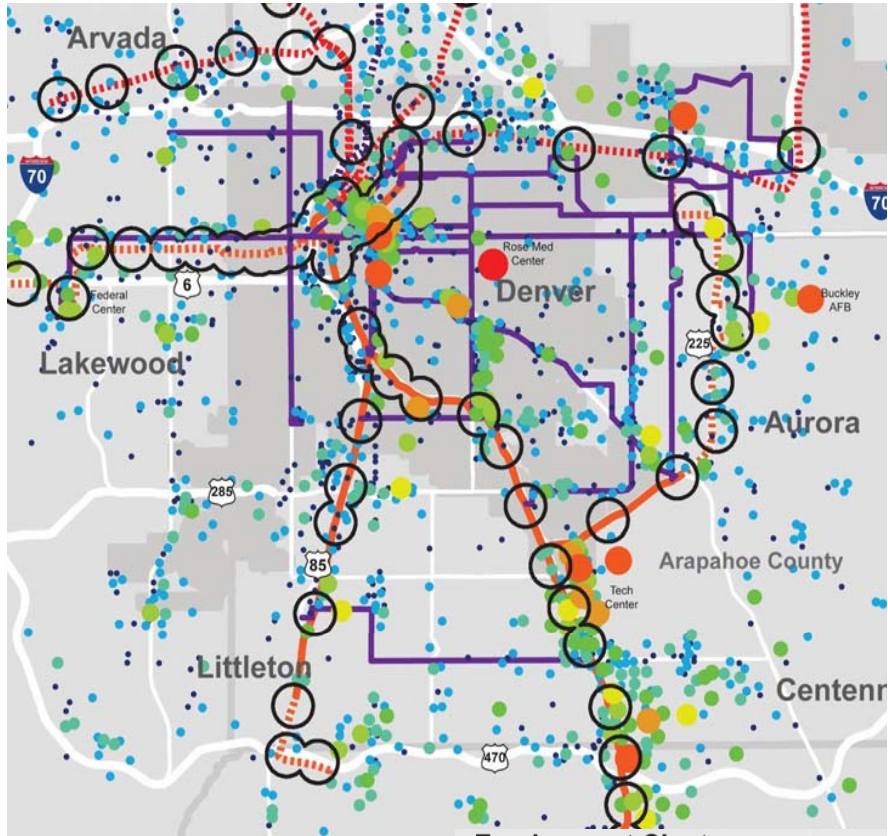 Arvada
70
70
Rose Med
Center
Denver
6
Federal
Center
Buckley
AFB
Lakewood
225
Aurora
285
85
Arapahoe County
Tech
Center
Littleton
Centenn
470